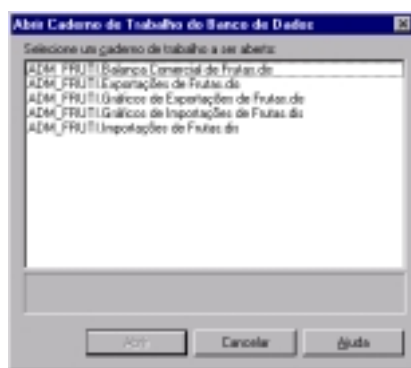 Abrir Caderno de Trabalho do Banco de Dados
Selecione um caderno de trabalho a ser aberto:
ADM_FRUTI.Balança Comercial de Frutas.dis
ADM_FRUTI.Exportações de Frutas.dis
ADM_FRUTI.Gráficos de Exportações de Frutas.dis
ADM_FRUTI.Gráficos de Importações de Frutas.dis
ADM_FRUTI.Importações de Frutas.dis
Abrir
Cancelar
Ajuda